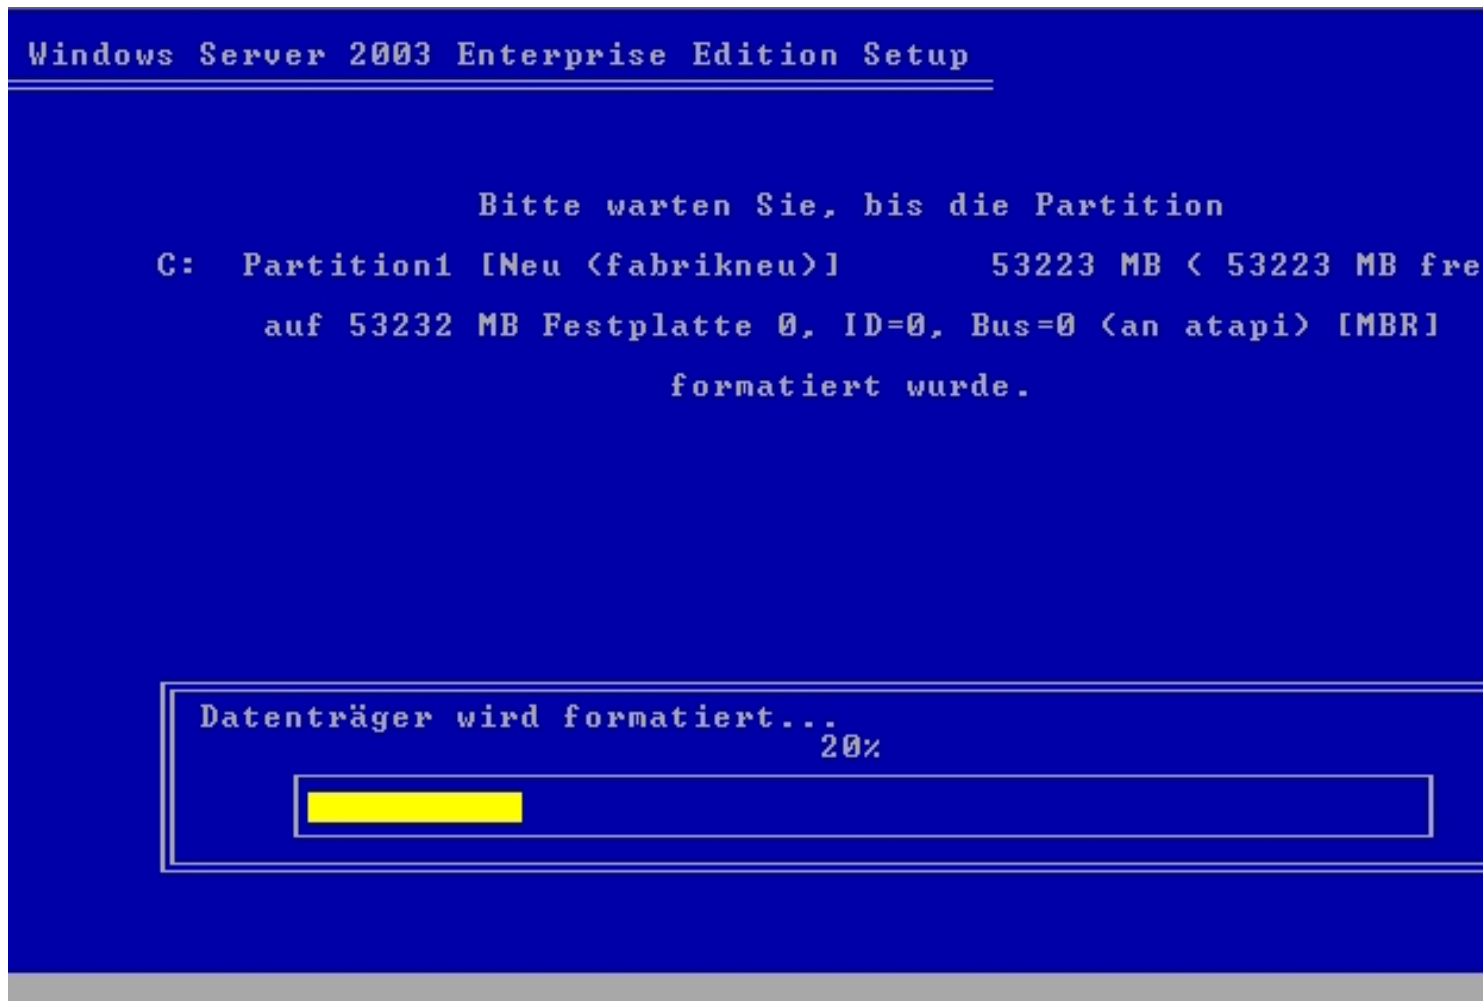 Windows Server 2003 Enterprise Edition Setup
Bitte warten Sie, bis die Partition
C: Partition1 [Neu (fabrikneu)] 53223 MB ( 53223 MB fre
auf 53232 MB Festplatte 0, ID=0, Bus=0 (an atapi) [MBR]
formatiert wurde.
Datenträger wird formatiert...
20%